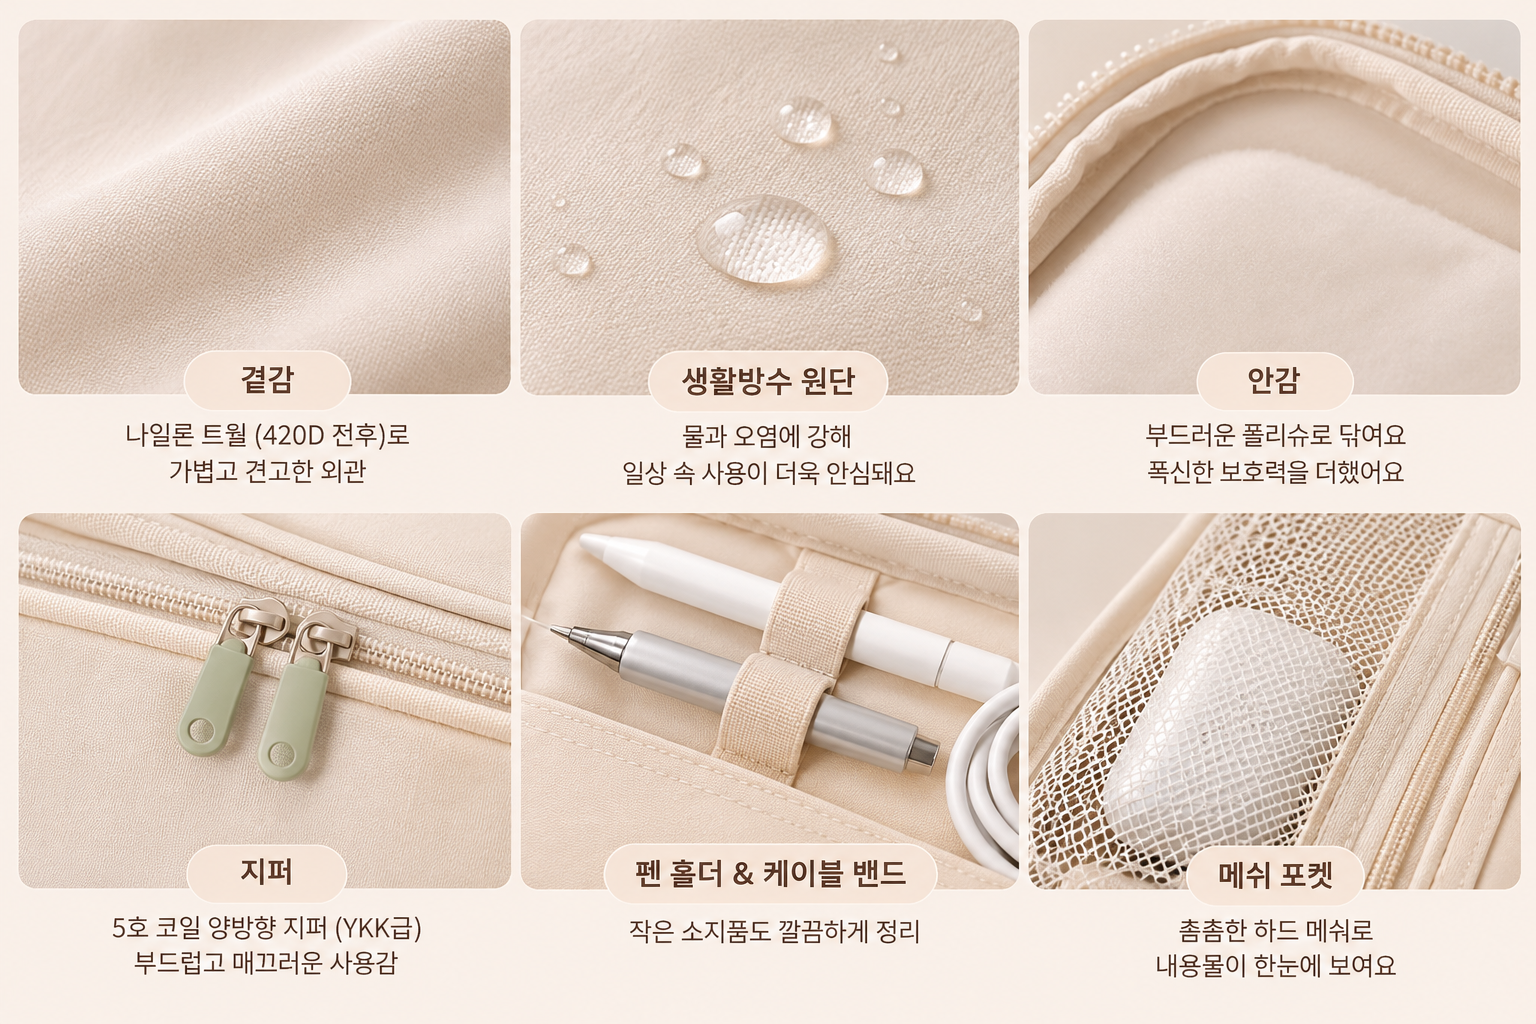 겉감
나일론 트월 (420D 전후)로
가볍고 견고한 외관
생활방수 원단
물과 오염에 강해
일상 속 사용이 더욱 안심돼요
안감
부드러운 폴리슈로 닦여요
폭신한 보호력을 더했어요
지퍼
5호 코일 양방향 지퍼 (YKK급)
부드럽고 매끄러운 사용감
펜 홀더 & 케이블 밴드
작은 소지품도 깔끔하게 정리
메쉬 포켓
촘촘한 하드 메쉬로
내용물이 한눈에 보여요